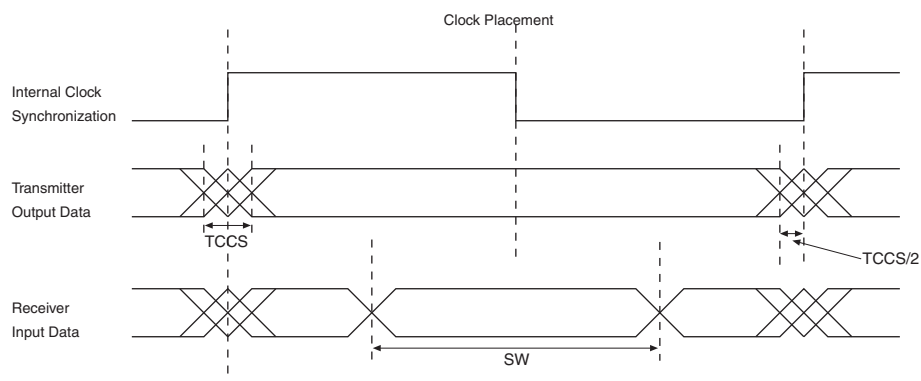 Clock Placement
Internal Clock
Synchronization
Transmitter
Output Data
TCCS
TCCS/2
Receiver
Input Data
SW